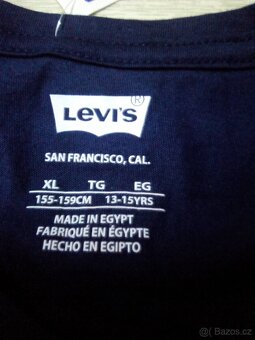 LEVI'S ®
SAN FRANCISCO, CAL.
XL TG EG
155-159CM 13-15YRS
MADE IN EGYPT
FABRIQUÉ EN ÉGYPTE
HECHO EN EGIPTO
Bazos.cz